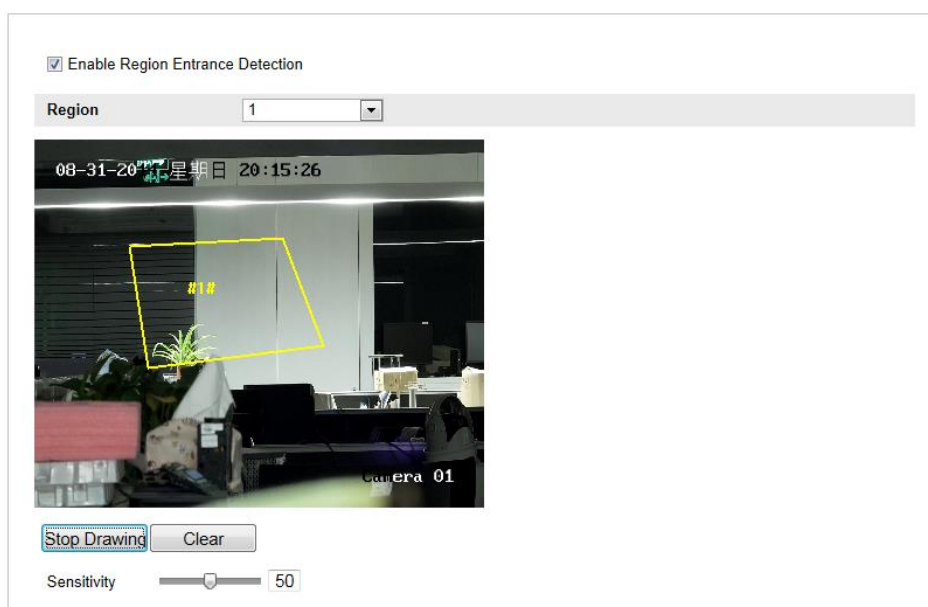 Enable Region Entrance Detection
Region 1
08-31-20 星期日 20:15:26
#1#
Camera 01
Stop Drawing Clear
Sensitivity 50